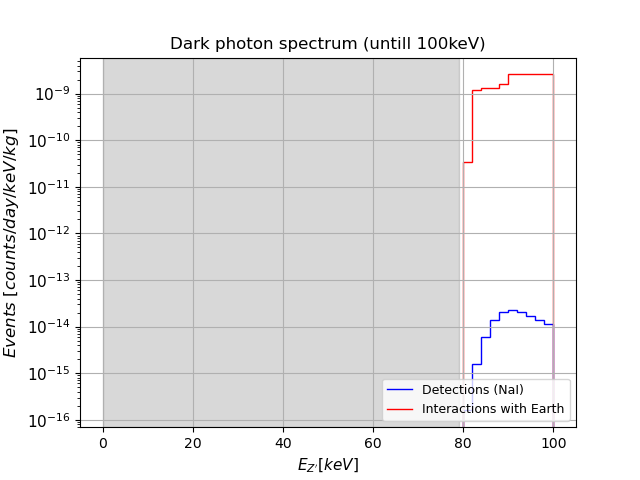 Dark photon spectrum (untill 100keV)
Events [counts/day/keV/kg]
10⁻⁹
10⁻¹⁰
10⁻¹¹
10⁻¹²
10⁻¹³
10⁻¹⁴
10⁻¹⁵
10⁻¹⁶
Detections (NaI)
Interactions with Earth
0 20 40 60 80 100
E_{Z'}[keV]